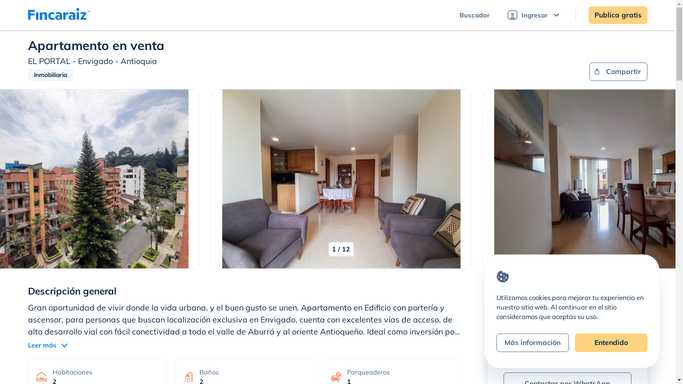 Fincaraiz
Buscador
Ingresar
Publica gratis
Apartamento en venta
EL PORTAL - Envigado - Antioquia
Inmobiliaria
Compartir
1 / 12
Descripción general
Gran oportunidad de vivir donde la vida urbana, y el buen gusto se unen. Apartamento en Edificio con portería y
ascensor, para personas que buscan localización exclusiva en Envigado, cuenta con excelentes vías de acceso, de
alto desarrollo vial con fácil conectividad a todo el valle de Aburrá y al oriente Antioqueño. Ideal como inversión po...
Leer más
Habitaciones
2
Baños
2
Parqueaderos
1
Utilizamos cookies para mejorar tu experiencia en
nuestro sitio web. Al continuar en el sitio
consideramos que aceptas su uso.
Más información
Entendido
Contactar por WhatsApp